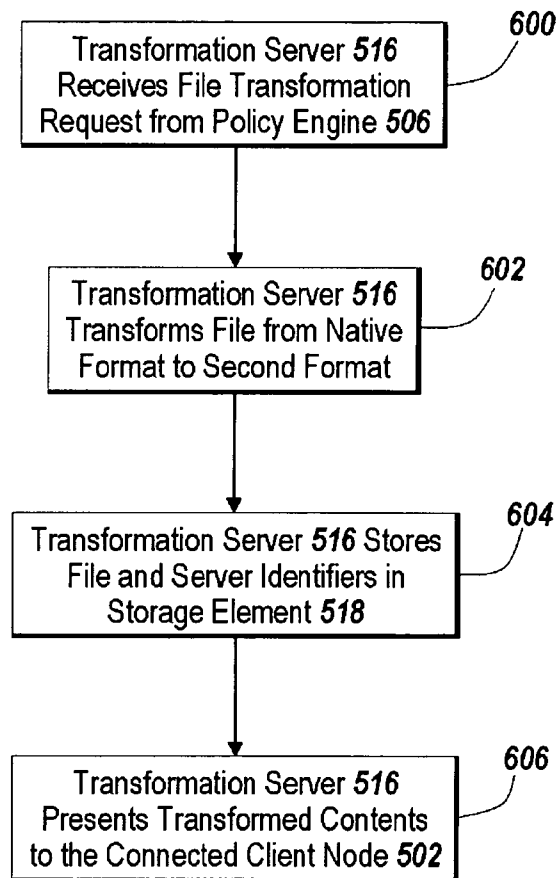 600
Transformation Server 516
Receives File Transformation
Request from Policy Engine 506
602
Transformation Server 516
Transforms File from Native
Format to Second Format
604
Transformation Server 516 Stores
File and Server Identifiers in
Storage Element 518
606
Transformation Server 516
Presents Transformed Contents
to the Connected Client Node 502